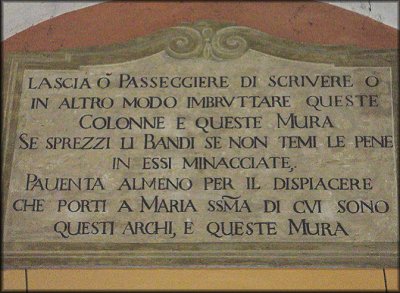 LASCIA Ò PASSEGGIERE DI SCRIVERE Ò
IN ALTRO MODO IMBRVTTARE QUESTE
COLONNE E QUESTE MURA
SE SPREZZI LI BANDI SE NON TEMI LE PENE
IN ESSI MINACCIATE,
PAUENTA ALMENO PER IL DISPIACERE
CHE PORTI A MARIA SS̃MA DI CVI SONO
QUESTI ARCHI, E QUESTE MURA